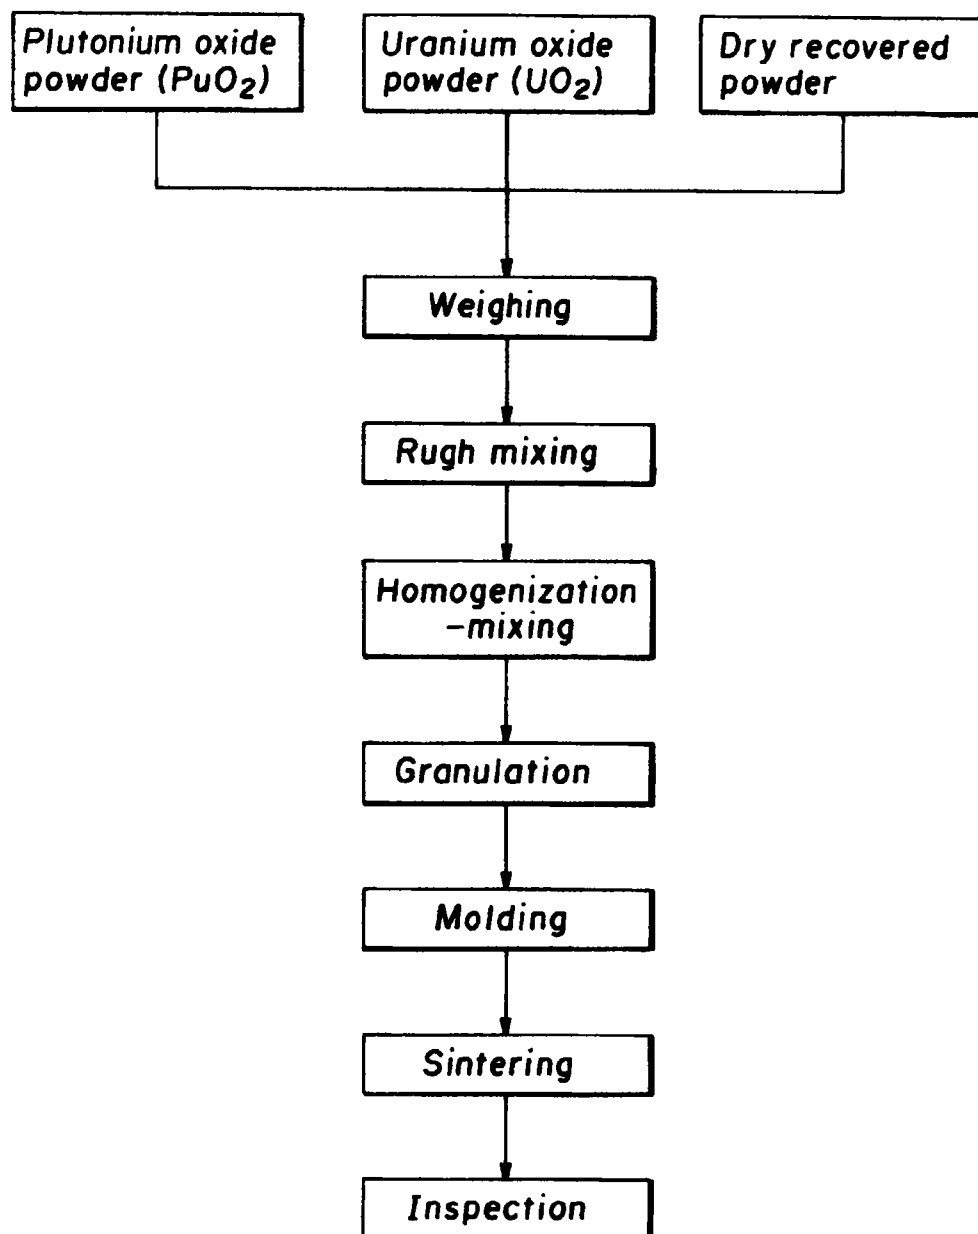 Plutonium oxide
powder (PuO₂)
Uranium oxide
powder (UO₂)
Dry recovered
powder
Weighing
Rugh mixing
Homogenization
-mixing
Granulation
Molding
Sintering
Inspection